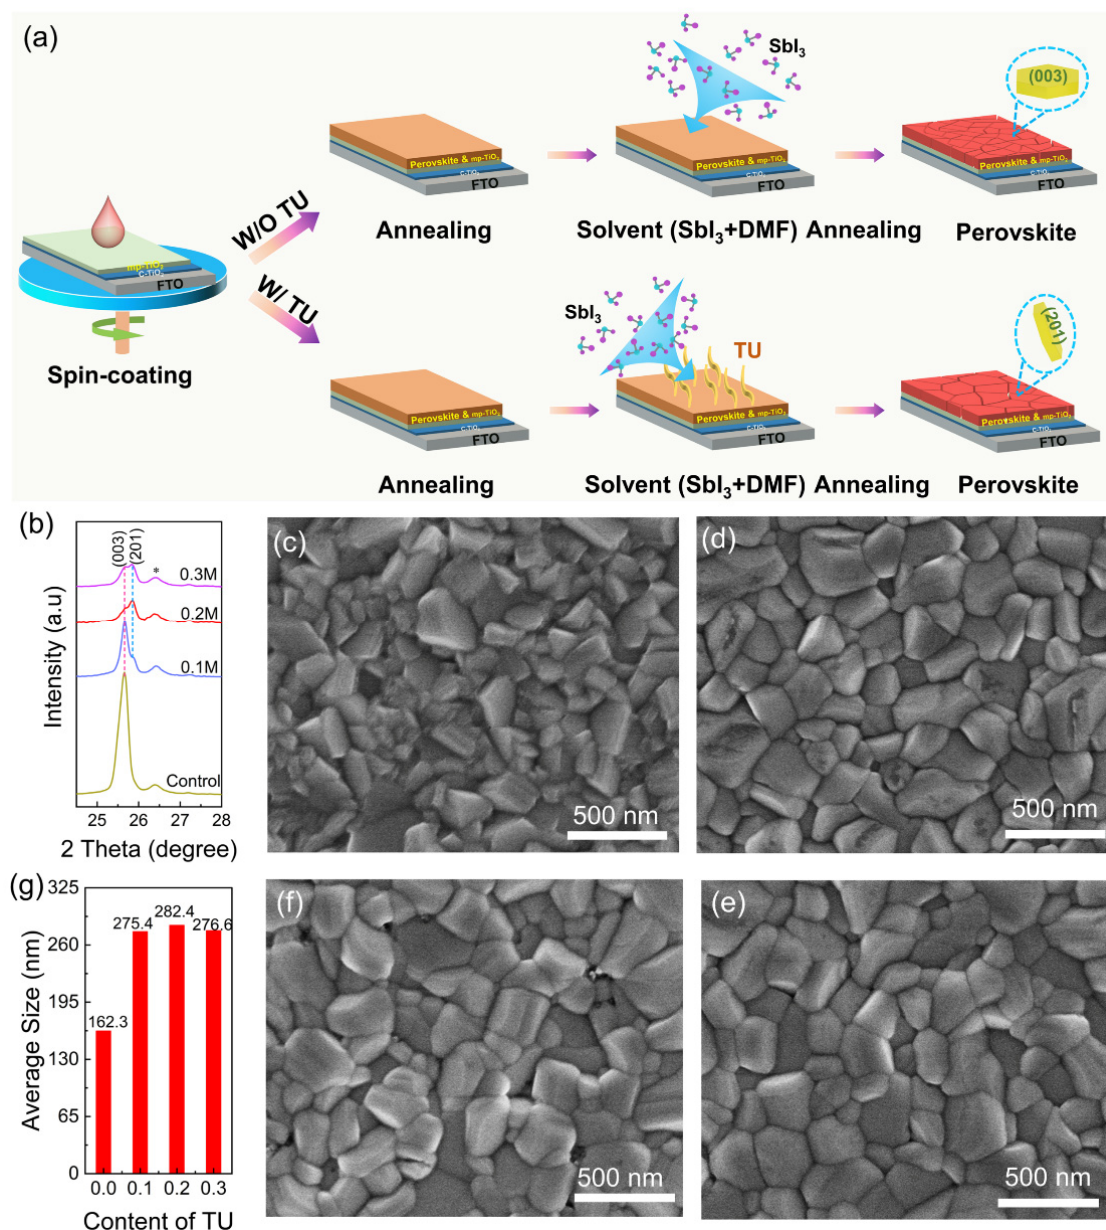 (a)
SbI₃
(003)
Perovskite & mp-TiO₂
C-TiO₂
FTO
Perovskite & mp-TiO₂
C-TiO₂
FTO
Perovskite & mp-TiO₂
C-TiO₂
FTO
W/O TU
Annealing
Solvent (SbI₃+DMF) Annealing
Perovskite
mp-TiO₂
C-TiO₂
FTO
W/ TU
Spin-coating
SbI₃
TU
(201)
Perovskite & mp-TiO₂
C-TiO₂
FTO
Perovskite & mp-TiO₂
C-TiO₂
FTO
Perovskite & mp-TiO₂
C-TiO₂
FTO
Annealing
Solvent (SbI₃+DMF) Annealing
Perovskite
(b)
(003)
(201)
*
0.3M
0.2M
0.1M
Control
Intensity (a.u)
25 26 27 28
2 Theta (degree)
(c)
500 nm
(d)
500 nm
(g)
325
260
195
130
65
0
162.3
275.4
282.4
276.6
Average Size (nm)
0.0 0.1 0.2 0.3
Content of TU
(f)
500 nm
(e)
500 nm